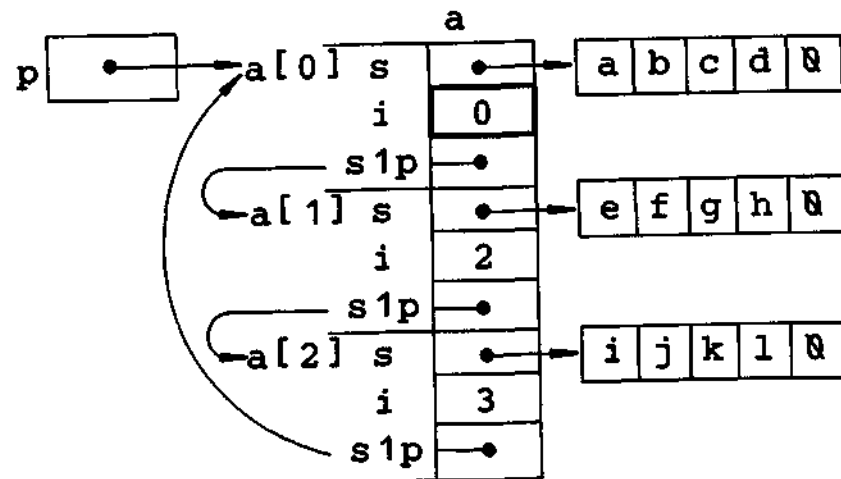 a
p a[0] s a b c d \0
i 0
s1p
a[1] s e f g h \0
i 2
s1p
a[2] s i j k l \0
i 3
s1p